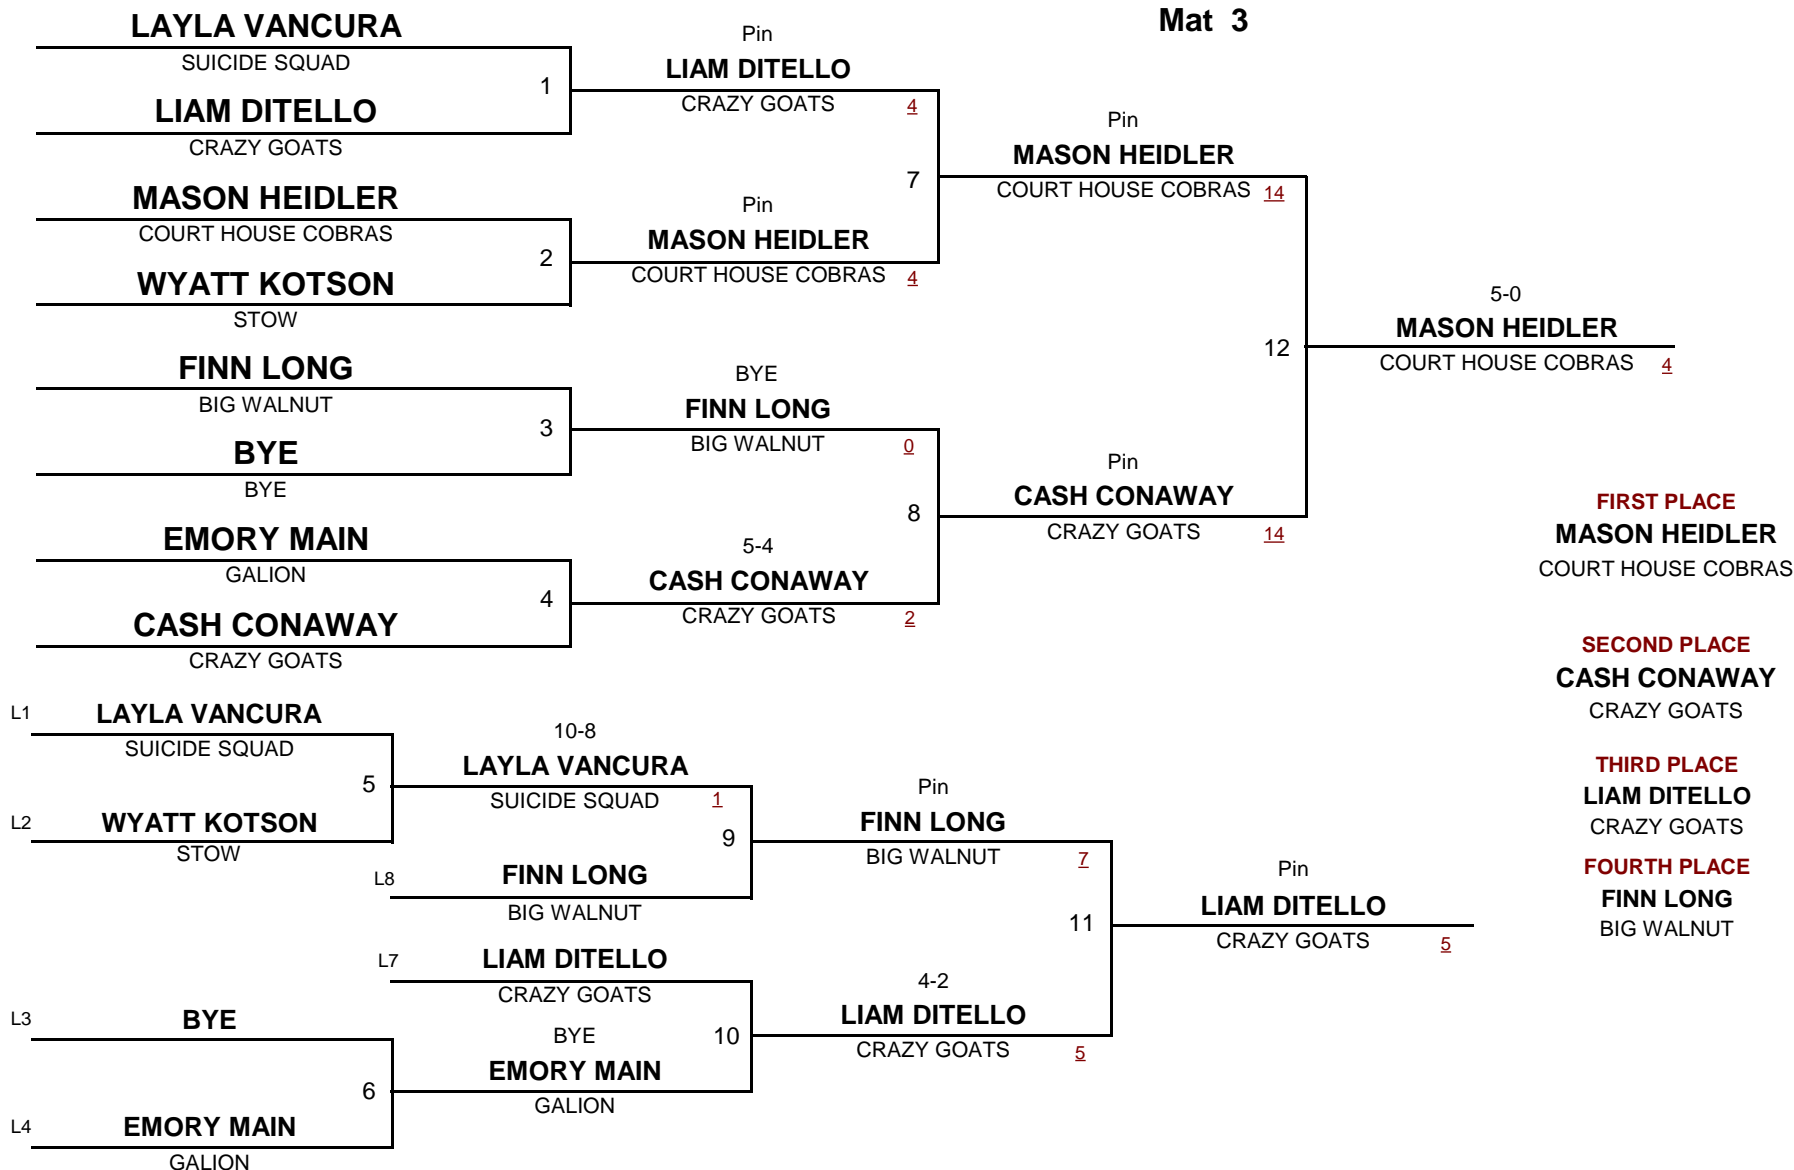 Mat 3
LAYLA VANCURA
SUICIDE SQUAD
1
LIAM DITELLO
CRAZY GOATS
MASON HEIDLER
COURT HOUSE COBRAS
2
WYATT KOTSON
STOW
FINN LONG
BIG WALNUT
3
BYE
BYE
EMORY MAIN
GALION
4
CASH CONAWAY
CRAZY GOATS
Pin
LIAM DITELLO
CRAZY GOATS 4
7
Pin
MASON HEIDLER
COURT HOUSE COBRAS 4
BYE
FINN LONG
BIG WALNUT 0
8
5-4
CASH CONAWAY
CRAZY GOATS 2
Pin
MASON HEIDLER
COURT HOUSE COBRAS 14
12
Pin
CASH CONAWAY
CRAZY GOATS 14
5-0
MASON HEIDLER
COURT HOUSE COBRAS 4
FIRST PLACE
MASON HEIDLER
COURT HOUSE COBRAS
SECOND PLACE
CASH CONAWAY
CRAZY GOATS
THIRD PLACE
LIAM DITELLO
CRAZY GOATS
FOURTH PLACE
FINN LONG
BIG WALNUT
L1 LAYLA VANCURA
SUICIDE SQUAD
5
L2 WYATT KOTSON
STOW
L3 BYE
6
L4 EMORY MAIN
GALION
10-8
LAYLA VANCURA
SUICIDE SQUAD 1
9
L8 FINN LONG
BIG WALNUT
L7 LIAM DITELLO
CRAZY GOATS
10
BYE
EMORY MAIN
GALION
Pin
FINN LONG
BIG WALNUT 7
11
4-2
LIAM DITELLO
CRAZY GOATS 5
Pin
LIAM DITELLO
CRAZY GOATS 5